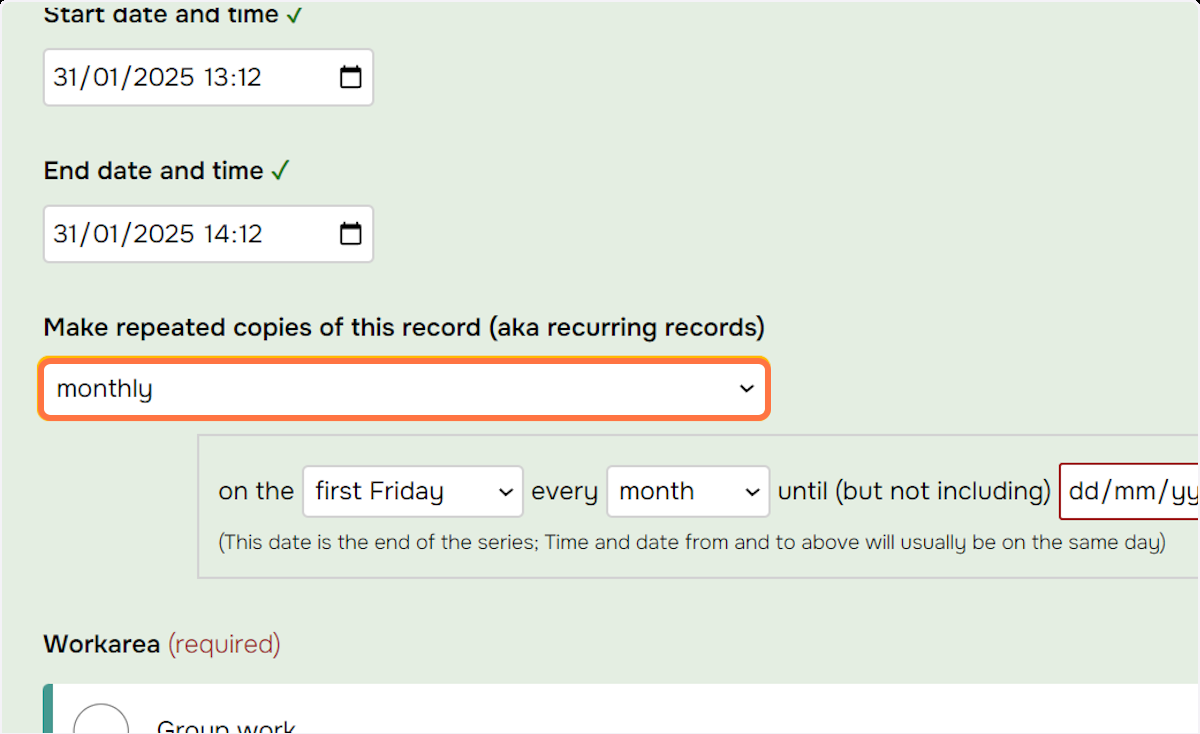 Start date and time ✓
31/01/2025 13:12
End date and time ✓
31/01/2025 14:12
Make repeated copies of this record (aka recurring records)
monthly
on the first Friday every month until (but not including) dd/mm/yy
(This date is the end of the series; Time and date from and to above will usually be on the same day)
Workarea (required)
Group work